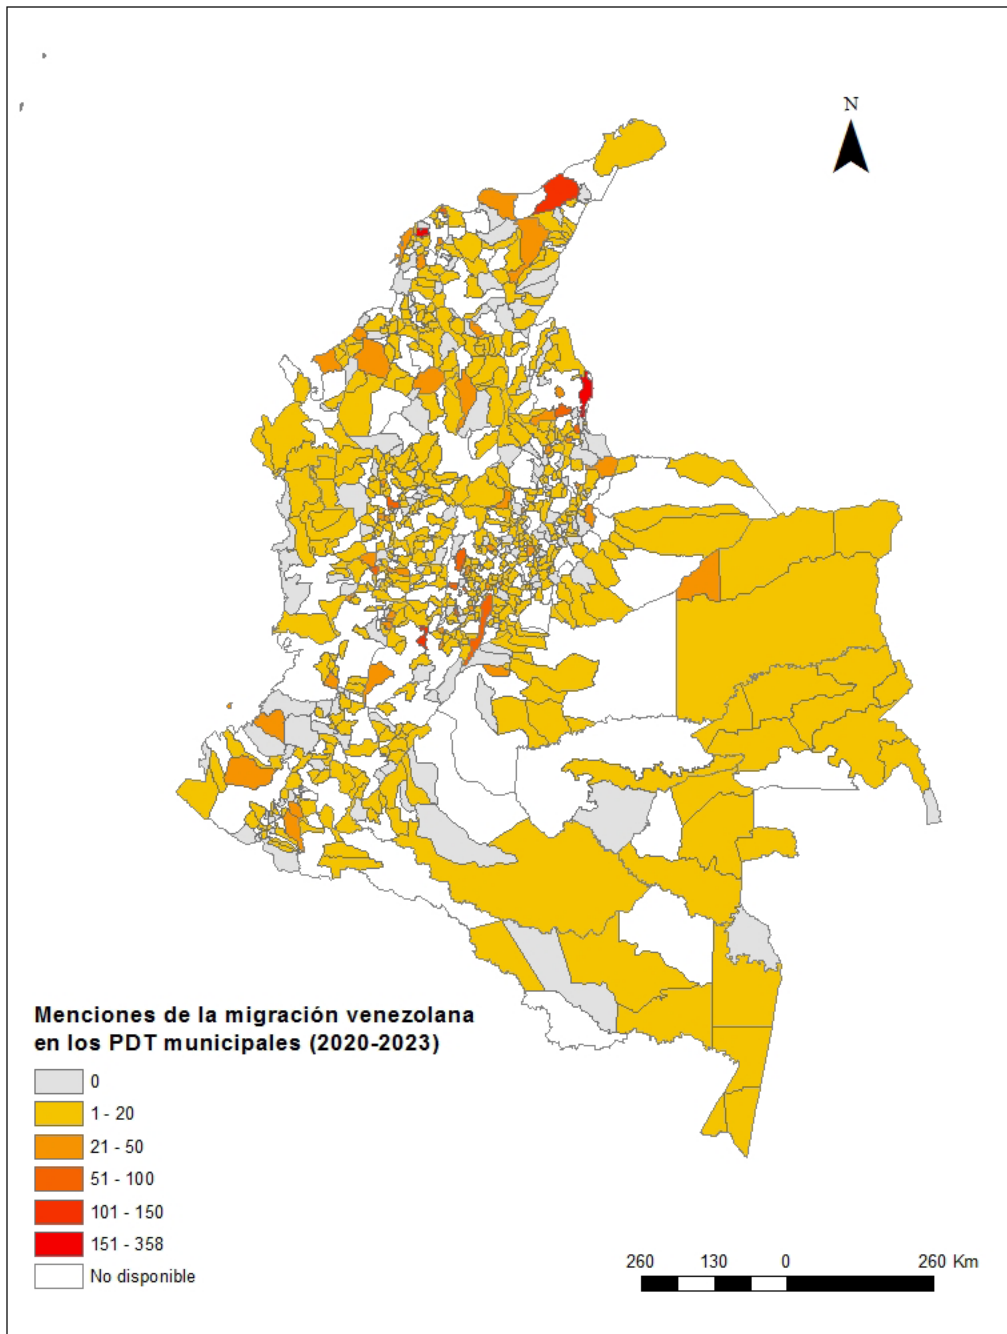 N
Menciones de la migración venezolana
en los PDT municipales (2020-2023)
0
1 - 20
21 - 50
51 - 100
101 - 150
151 - 358
No disponible
260 130 0 260 Km